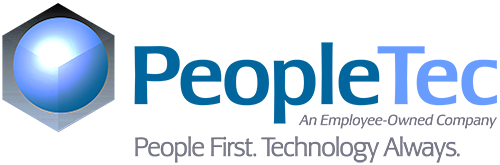 PeopleTec
An Employee-Owned Company
People First. Technology Always.